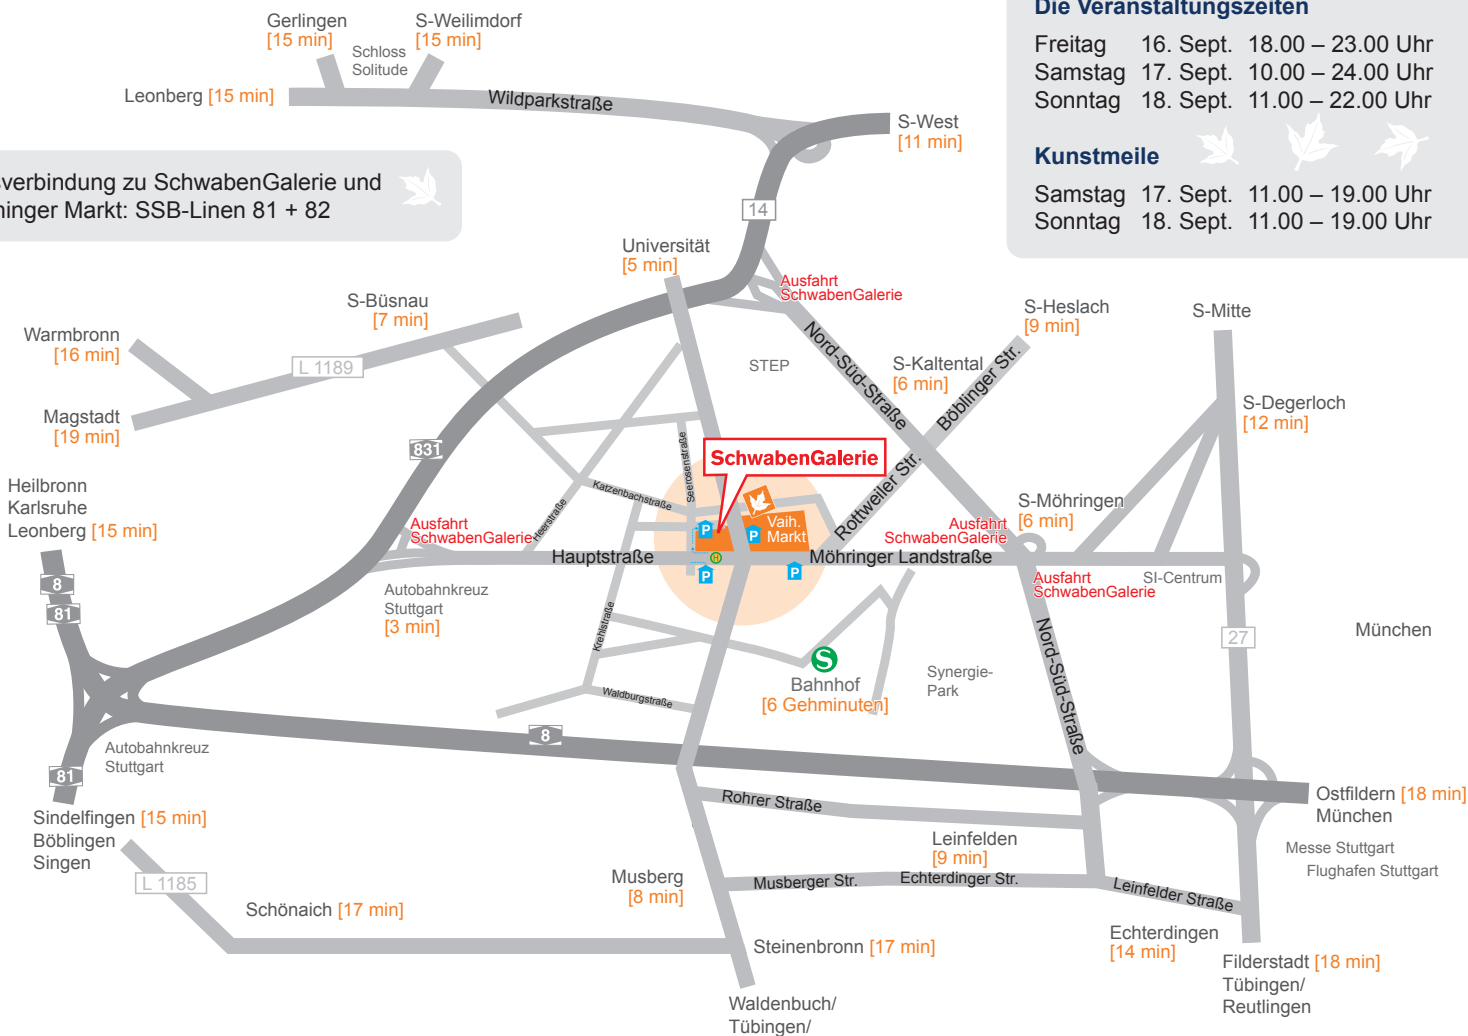 Die Veranstaltungszeiten
Freitag 16. Sept. 18.00 – 23.00 Uhr
Samstag 17. Sept. 10.00 – 24.00 Uhr
Sonntag 18. Sept. 11.00 – 22.00 Uhr
Kunstmeile
Samstag 17. Sept. 11.00 – 19.00 Uhr
Sonntag 18. Sept. 11.00 – 19.00 Uhr
Gerlingen
[15 min]
S-Weilimdorf
[15 min]
Schloss
Solitude
Leonberg [15 min]
Wildparkstraße
S-West
[11 min]
sverbindung zu SchwabenGalerie und
inger Markt: SSB-Linen 81 + 82
14
Universität
[5 min]
Ausfahrt
SchwabenGalerie
S-Büsnau
[7 min]
Warmbronn
[16 min]
L 1189
Magstadt
[19 min]
S-Heslach
[9 min]
S-Mitte
Nord-Süd-Straße
STEP
S-Kaltental
[6 min]
Böblinger Str.
S-Degerloch
[12 min]
831
SchwabenGalerie
Seerosenstraße
Katzenbachstraße
Heerstraße
Rottweiler Str.
Heilbronn
Karlsruhe
Leonberg [15 min]
S-Möhringen
[6 min]
Ausfahrt
SchwabenGalerie
P
P
Vaih.
Markt
Ausfahrt
SchwabenGalerie
Hauptstraße
H
Möhringer Landstraße
P
P
Ausfahrt
SchwabenGalerie
SI-Centrum
8
81
Autobahnkreuz
Stuttgart
[3 min]
Krehlstraße
27
München
Nord-Süd-Straße
S
Bahnhof
[6 Gehminuten]
Synergie-
Park
Waldburgstraße
8
Autobahnkreuz
Stuttgart
81
Sindelfingen [15 min]
Böblingen
Singen
Rohrer Straße
Ostfildern [18 min]
München
Leinfelden
[9 min]
Messe Stuttgart
Flughafen Stuttgart
L 1185
Musberg
[8 min]
Musberger Str.
Echterdinger Str.
Leinfelder Straße
Schönaich [17 min]
Steinenbronn [17 min]
Echterdingen
[14 min]
Filderstadt [18 min]
Tübingen/
Reutlingen
Waldenbuch/
Tübingen/